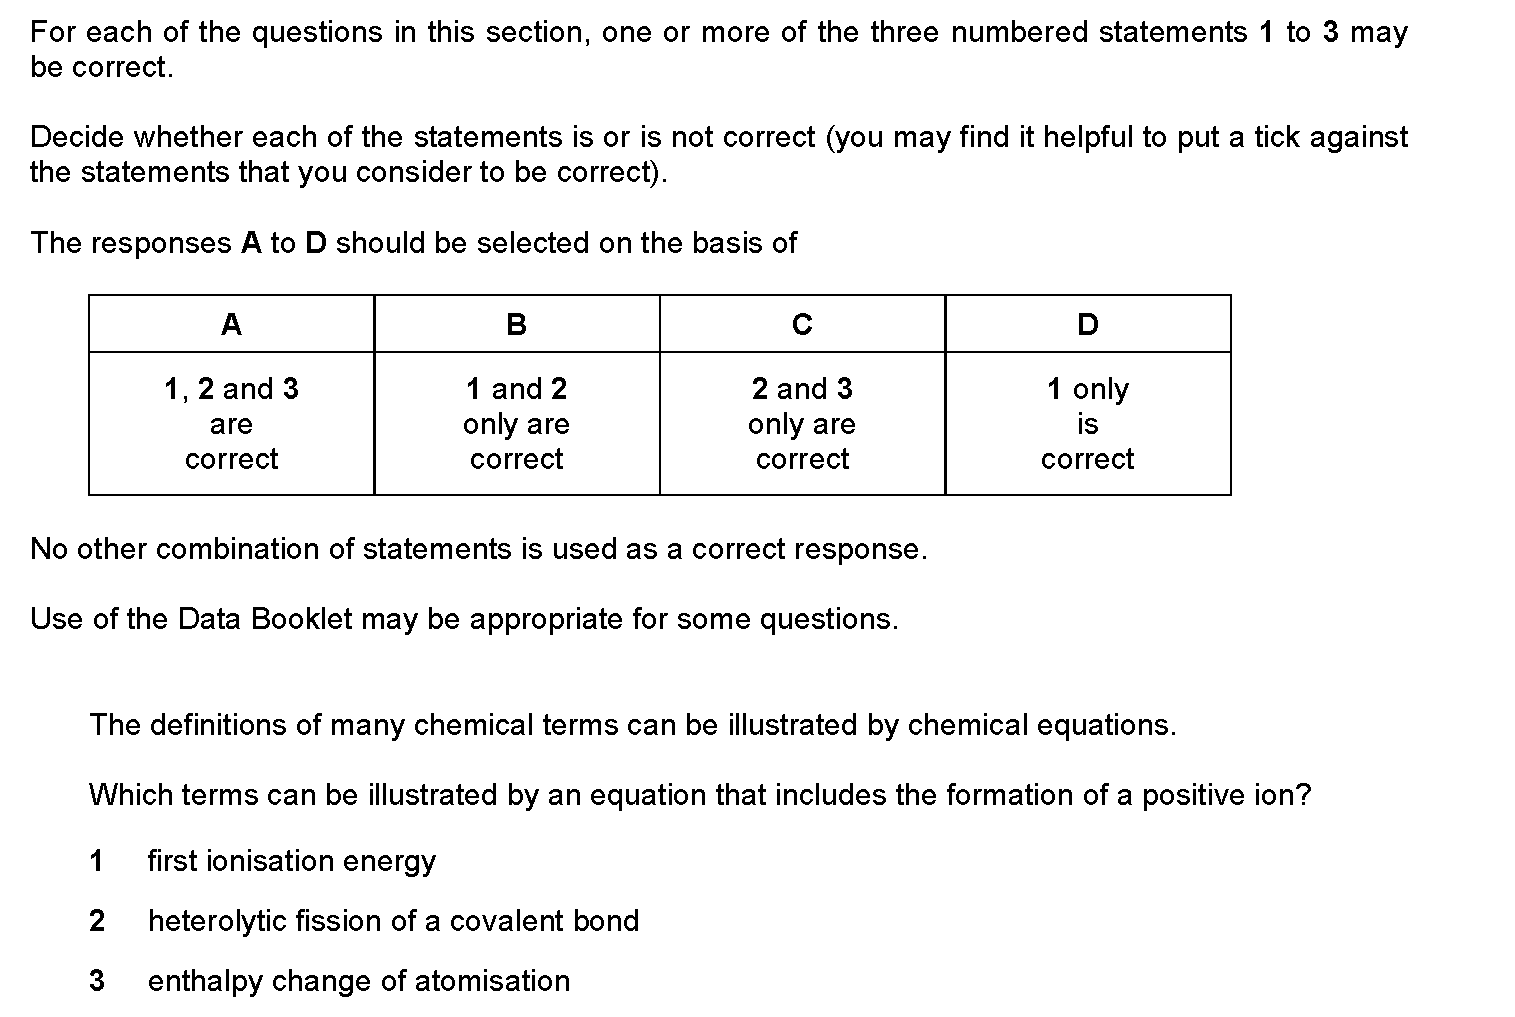 For each of the questions in this section, one or more of the three numbered statements 1 to 3 may
be correct.
Decide whether each of the statements is or is not correct (you may find it helpful to put a tick against
the statements that you consider to be correct).
The responses A to D should be selected on the basis of
A B C D
1, 2 and 3 1 and 2 2 and 3 1 only
are only are only are is
correct correct correct correct
No other combination of statements is used as a correct response.
Use of the Data Booklet may be appropriate for some questions.
The definitions of many chemical terms can be illustrated by chemical equations.
Which terms can be illustrated by an equation that includes the formation of a positive ion?
1 first ionisation energy
2 heterolytic fission of a covalent bond
3 enthalpy change of atomisation